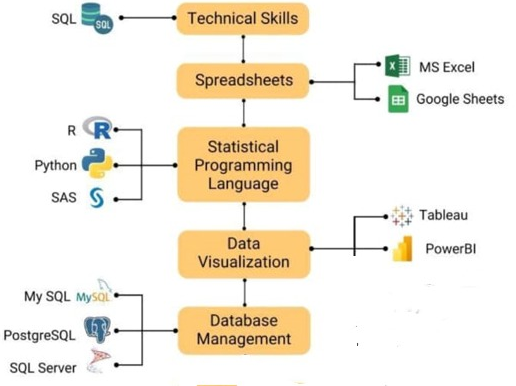 SQL
SQL
Technical Skills
Spreadsheets
MS Excel
Google Sheets
R
R
Python
SAS
Statistical
Programming
Language
Tableau
PowerBI
Data
Visualization
My SQL
MySQL
PostgreSQL
SQL Server
Database
Management